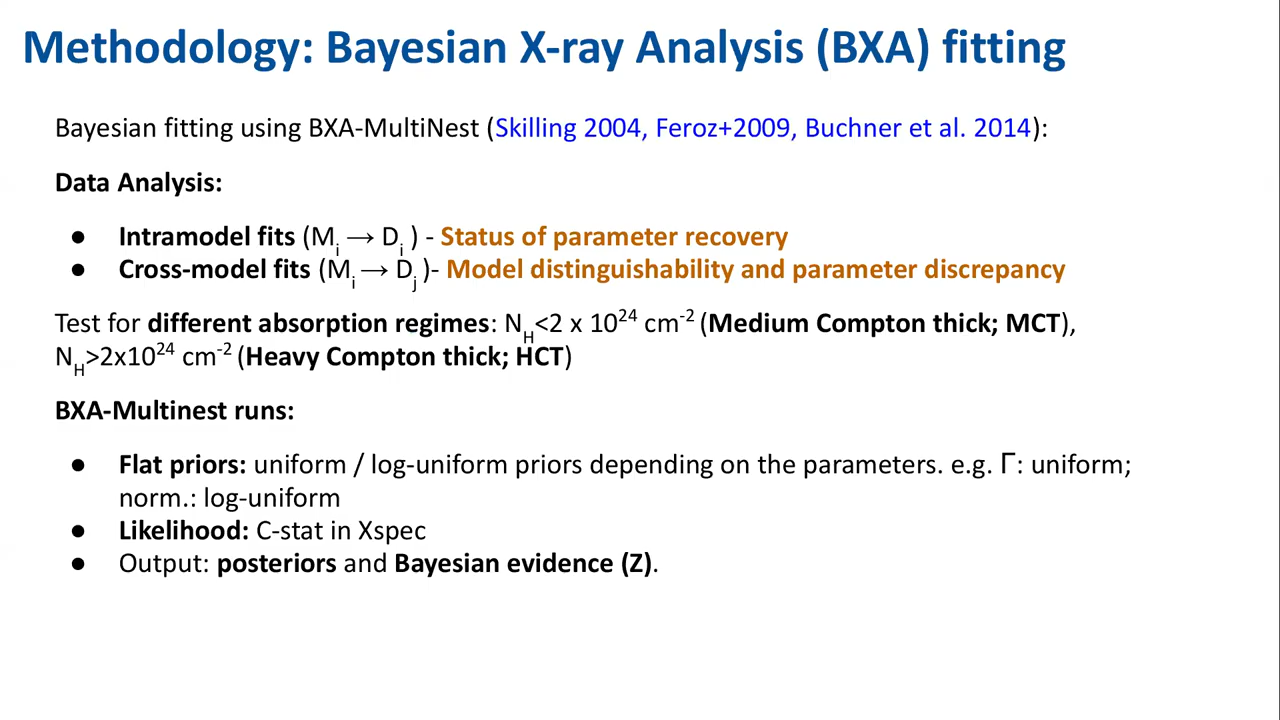 Methodology: Bayesian X-ray Analysis (BXA) fitting
Bayesian fitting using BXA-MultiNest (Skilling 2004, Feroz+2009, Buchner et al. 2014):
Data Analysis:
● Intramodel fits (Mᵢ → Dᵢ ) - Status of parameter recovery
● Cross-model fits (Mᵢ → Dⱼ )- Model distinguishability and parameter discrepancy
Test for different absorption regimes: N_H<2 x 10²⁴ cm⁻² (Medium Compton thick; MCT),
N_H>2x10²⁴ cm⁻² (Heavy Compton thick; HCT)
BXA-Multinest runs:
● Flat priors: uniform / log-uniform priors depending on the parameters. e.g. Γ: uniform;
norm.: log-uniform
● Likelihood: C-stat in Xspec
● Output: posteriors and Bayesian evidence (Z).